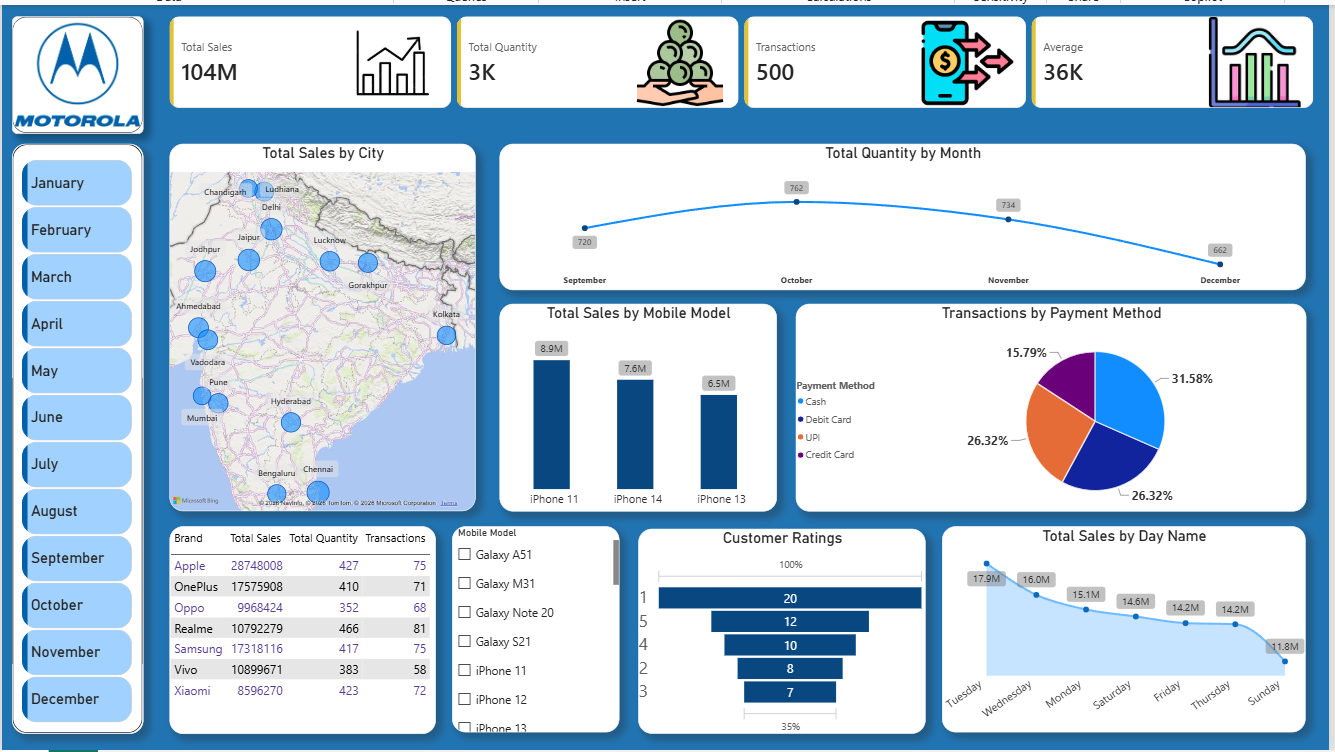 MOTOROLA
Total Sales
104M
Total Quantity
3K
Transactions
500
Average
36K
January
February
March
April
May
June
July
August
September
October
November
December
Total Sales by City
Chandigarh
Ludhiana
Delhi
Jaipur
Lucknow
Jodhpur
Gorakhpur
Ahmedabad
Kolkata
Vadodara
Pune
Mumbai
Hyderabad
Bengaluru
Chennai
Microsoft Bing
© 2026 TomTom, © 2026 Microsoft Corporation Terms
Total Quantity by Month
720
762
734
662
September
October
November
December
Total Sales by Mobile Model
8.9M
7.6M
6.5M
iPhone 11
iPhone 14
iPhone 13
Transactions by Payment Method
Payment Method
Cash
Debit Card
UPI
Credit Card
15.79%
31.58%
26.32%
26.32%
Brand Total Sales Total Quantity Transactions
Apple 28748008 427 75
OnePlus 17575908 410 71
Oppo 9968424 352 68
Realme 10792279 466 81
Samsung 17318116 417 75
Vivo 10899671 383 58
Xiaomi 8596270 423 72
Mobile Model
Galaxy A51
Galaxy M31
Galaxy Note 20
Galaxy S21
iPhone 11
iPhone 12
iPhone 13
Customer Ratings
100%
1 20
5 12
4 10
2 8
3 7
35%
Total Sales by Day Name
17.9M
16.0M
15.1M
14.6M
14.2M
14.2M
11.8M
Tuesday
Wednesday
Monday
Saturday
Friday
Thursday
Sunday